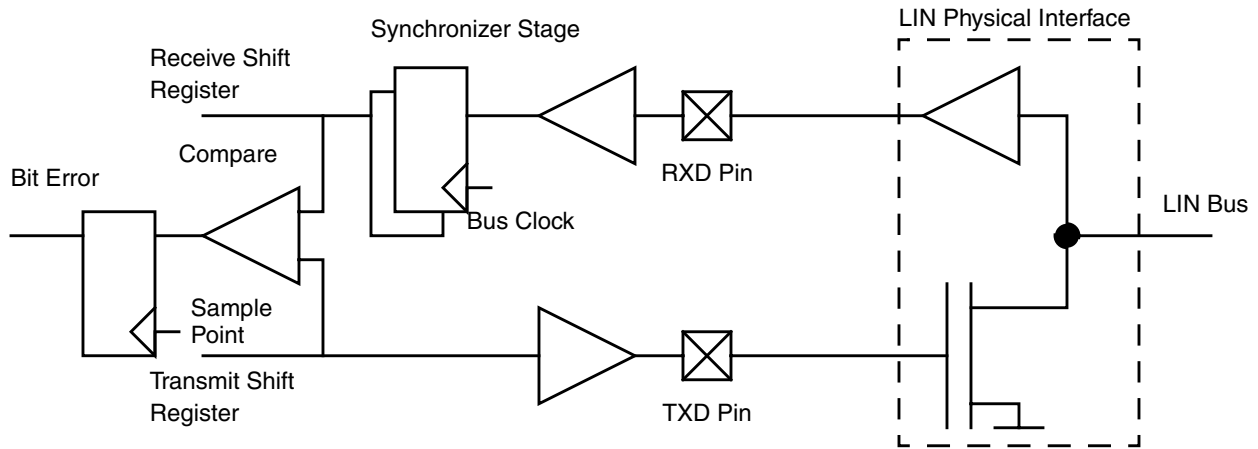 LIN Physical Interface
Synchronizer Stage
Receive Shift
Register
Compare
RXD Pin
Bit Error
LIN Bus
Bus Clock
Sample
Point
Transmit Shift
Register
TXD Pin